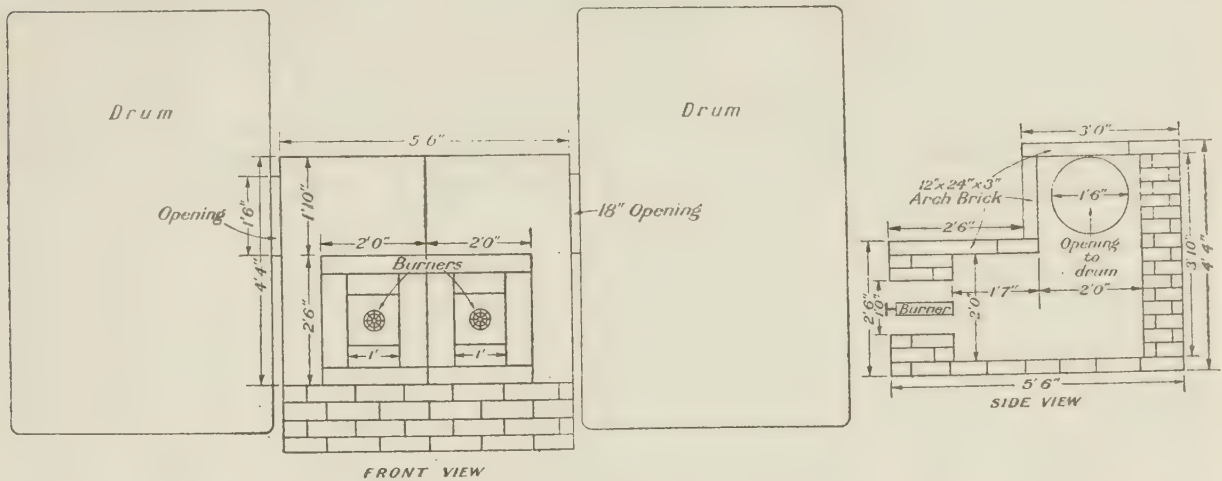 Drum
Drum
5'6"
Opening
1'6"
1'10"
4'4"
18" Opening
2'0"
2'0"
Burners
2'6"
1'
1'
FRONT VIEW
3'0"
12"x24"x3"
Arch Brick
1'6"
2'6"
Opening
to
drum
3'10"
4'4"
1'7"
2'0"
2'6"
10"
Burner
2'0"
5'6"
SIDE VIEW